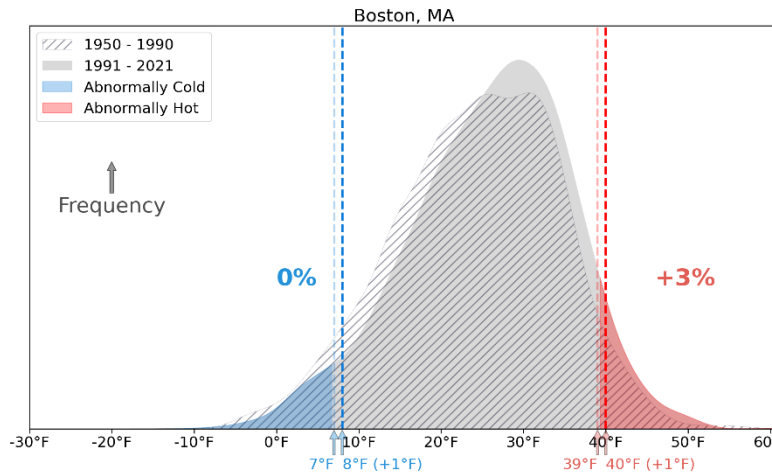 Boston, MA
1950 - 1990
1991 - 2021
Abnormally Cold
Abnormally Hot
Frequency
0%
+3%
-30°F
-20°F
-10°F
0°F
10°F
20°F
30°F
40°F
50°F
7°F
8°F (+1°F)
39°F
40°F (+1°F)